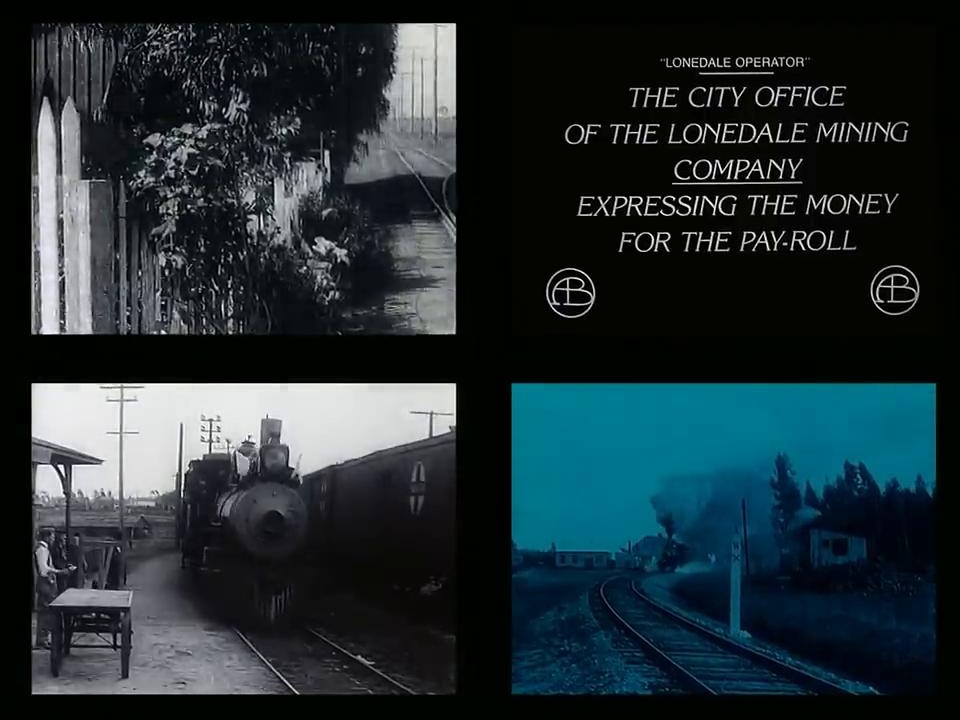 "LONEDALE OPERATOR"
THE CITY OFFICE
OF THE LONEDALE MINING
COMPANY
EXPRESSING THE MONEY
FOR THE PAY-ROLL
AB AB